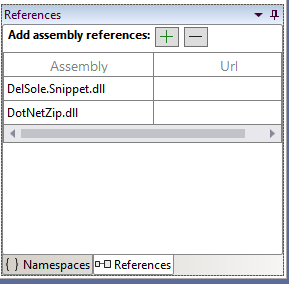 References
Add assembly references:
Assembly Url
DelSole.Snippet.dll
DotNetZip.dll
{ } Namespaces References